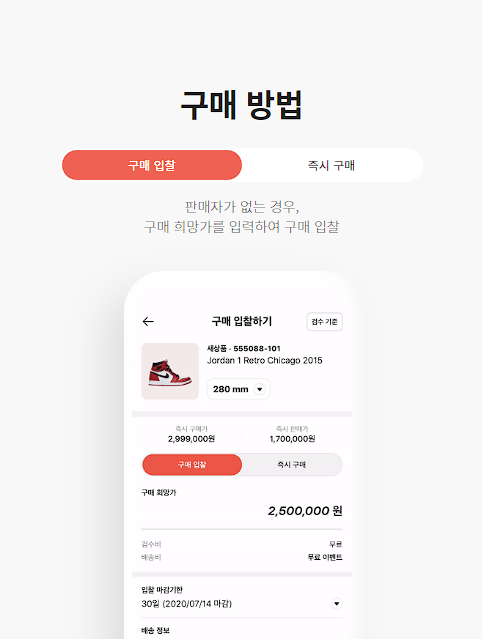 구매 방법
구매 입찰
즉시 구매
판매자가 없는 경우,
구매 희망가를 입력하여 구매 입찰
구매 입찰하기
검수 기준
새상품 - 555088-101
Jordan 1 Retro Chicago 2015
280 mm
즉시 구매가
즉시 판매가
2,999,000원
1,700,000원
구매 입찰
즉시 구매
구매 희망가
2,500,000 원
검수비
무료
배송비
무료 이벤트
입찰 마감기한
30일 (2020/07/14 마감)
배송 정보